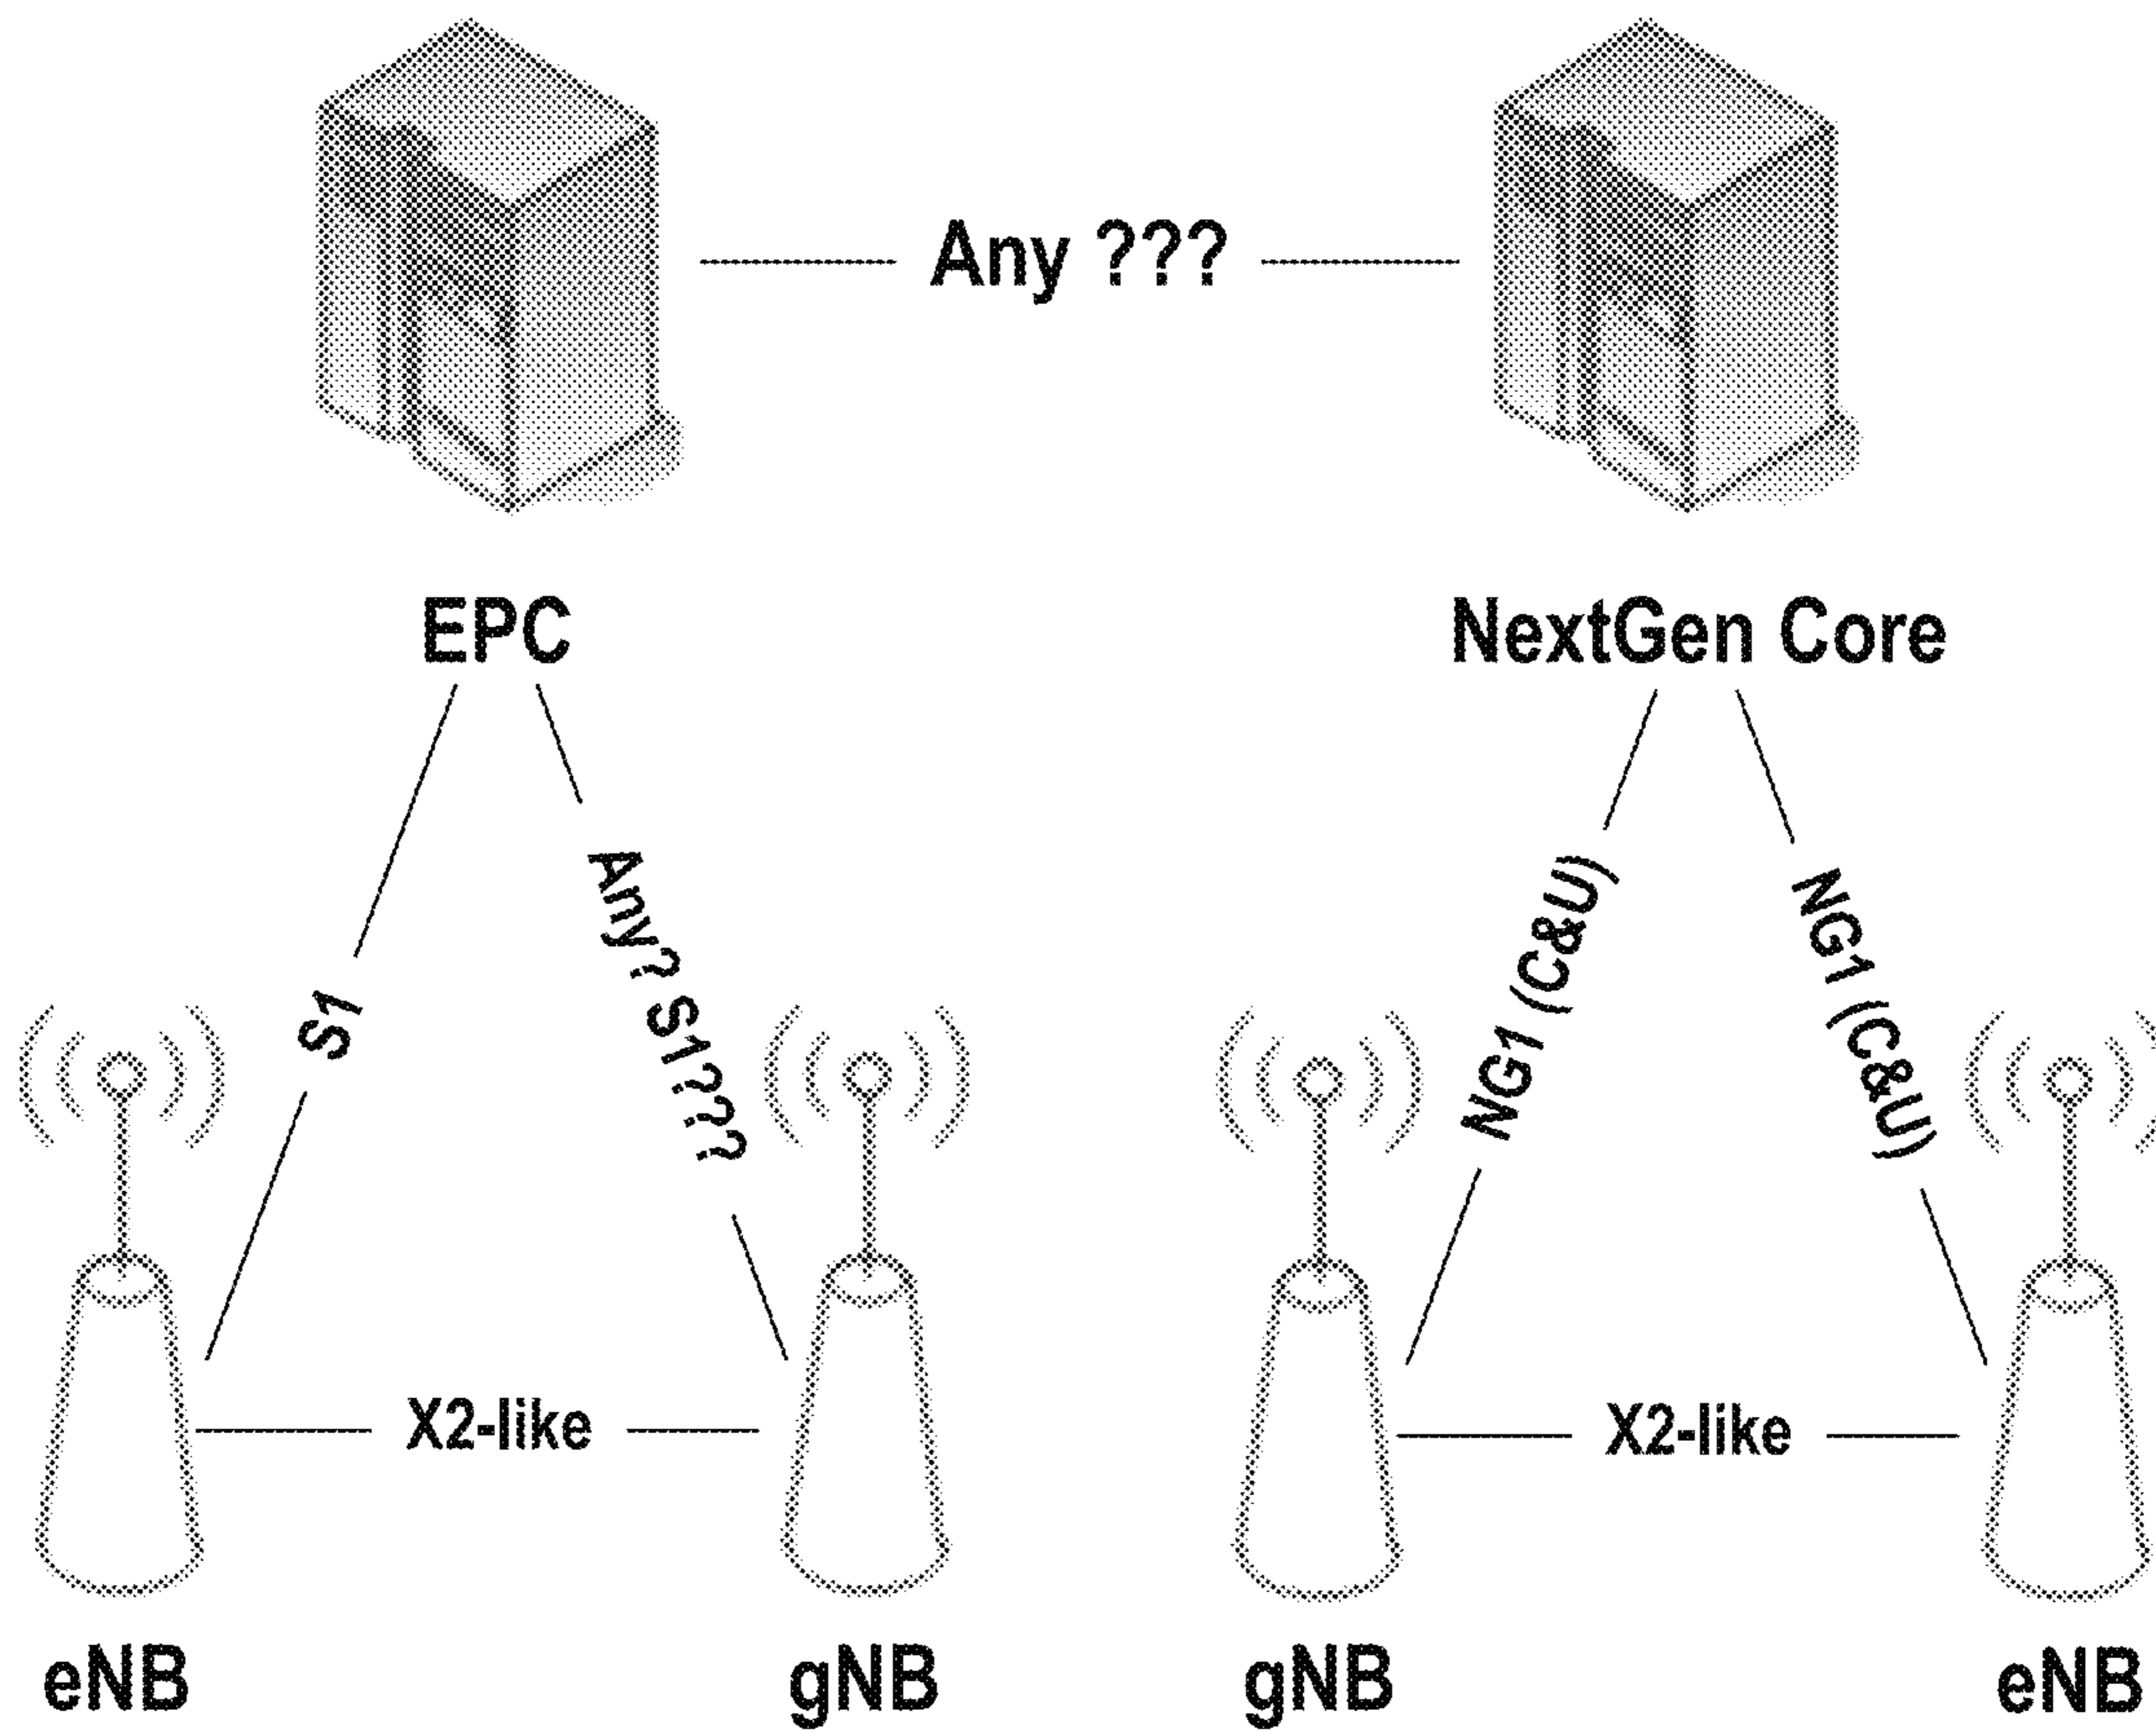 Any ???
EPC
NextGen Core
S1
Any? S1???
NG1 (C&U)
NG1 (C&U)
X2-like
X2-like
eNB
gNB
gNB
eNB